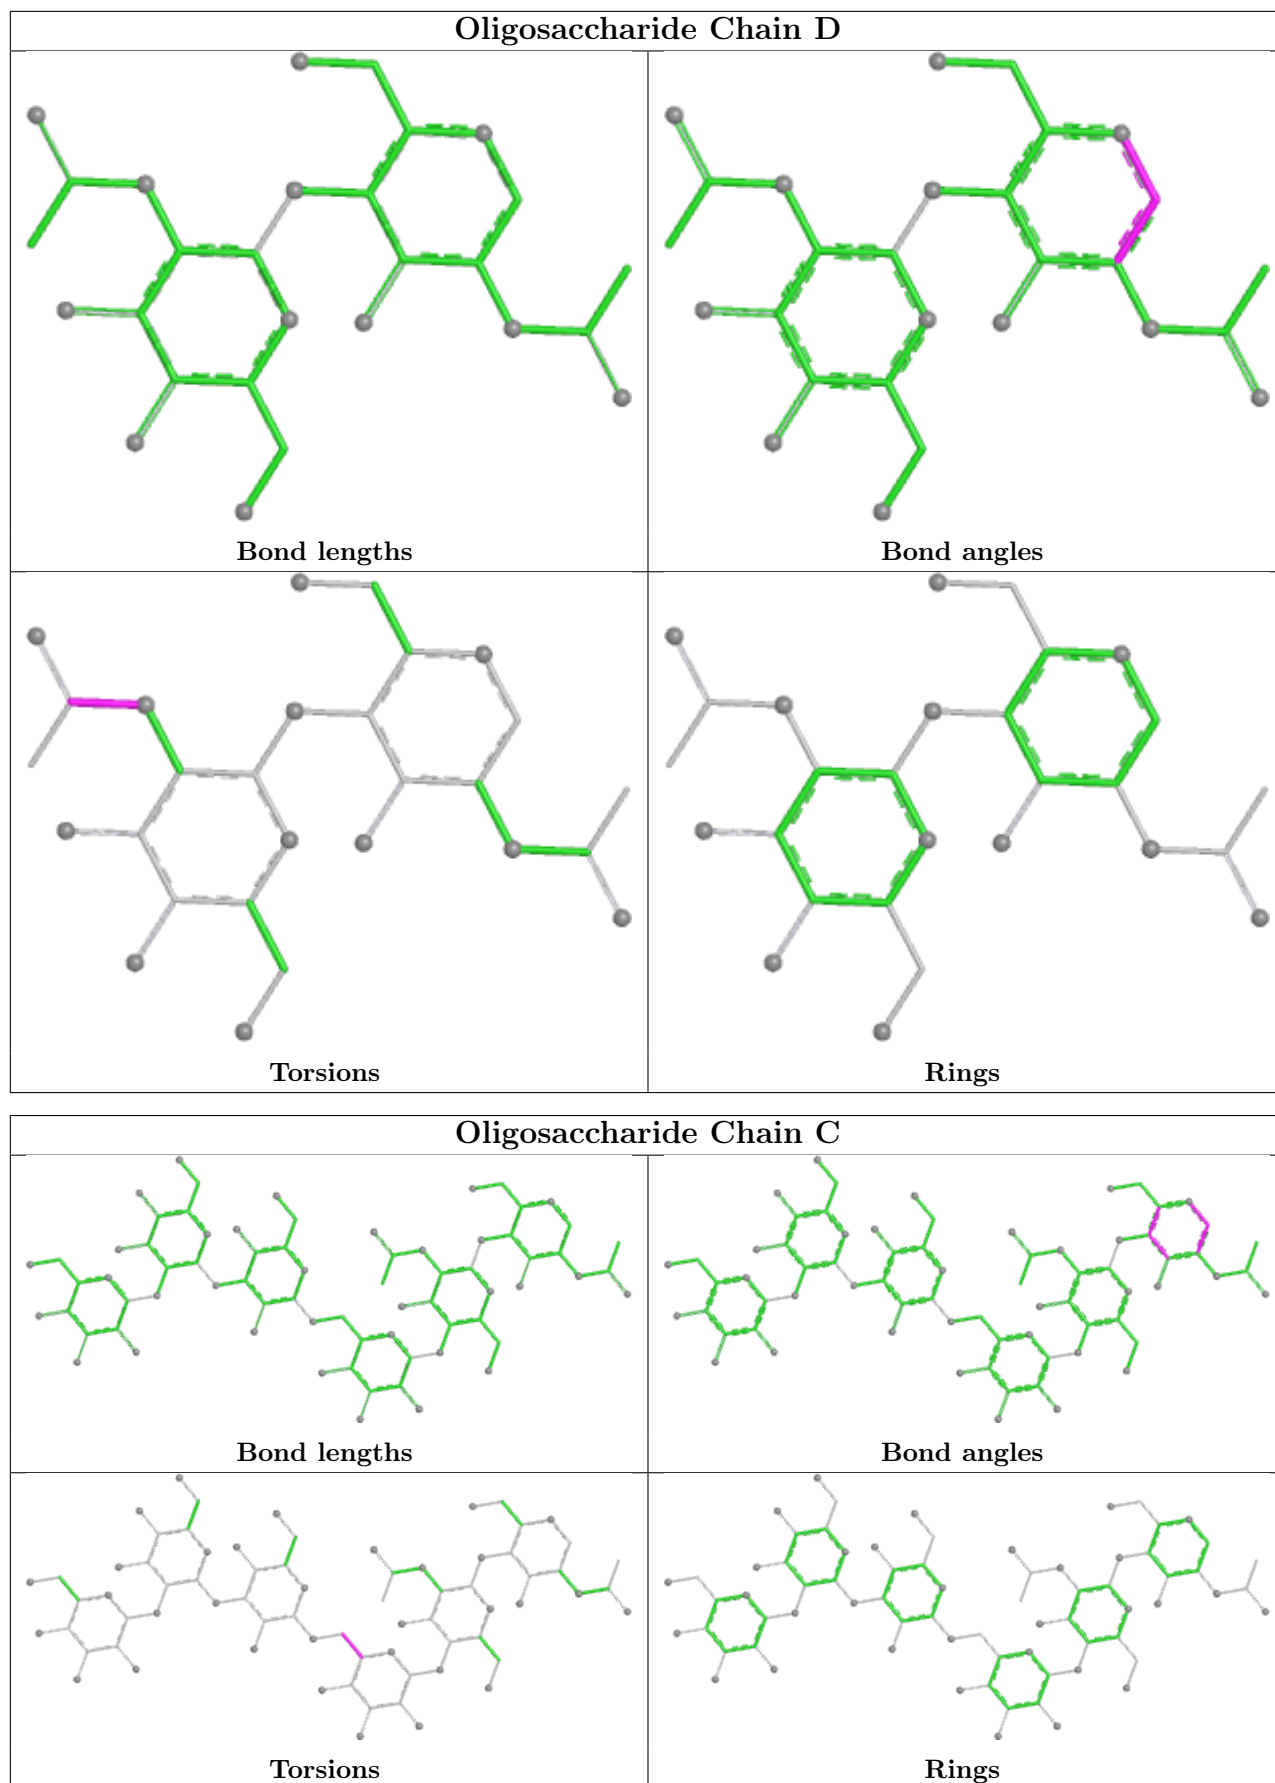 Oligosaccharide Chain D
Bond lengths
Bond angles
Torsions
Rings
Oligosaccharide Chain C
Bond lengths
Bond angles
Torsions
Rings